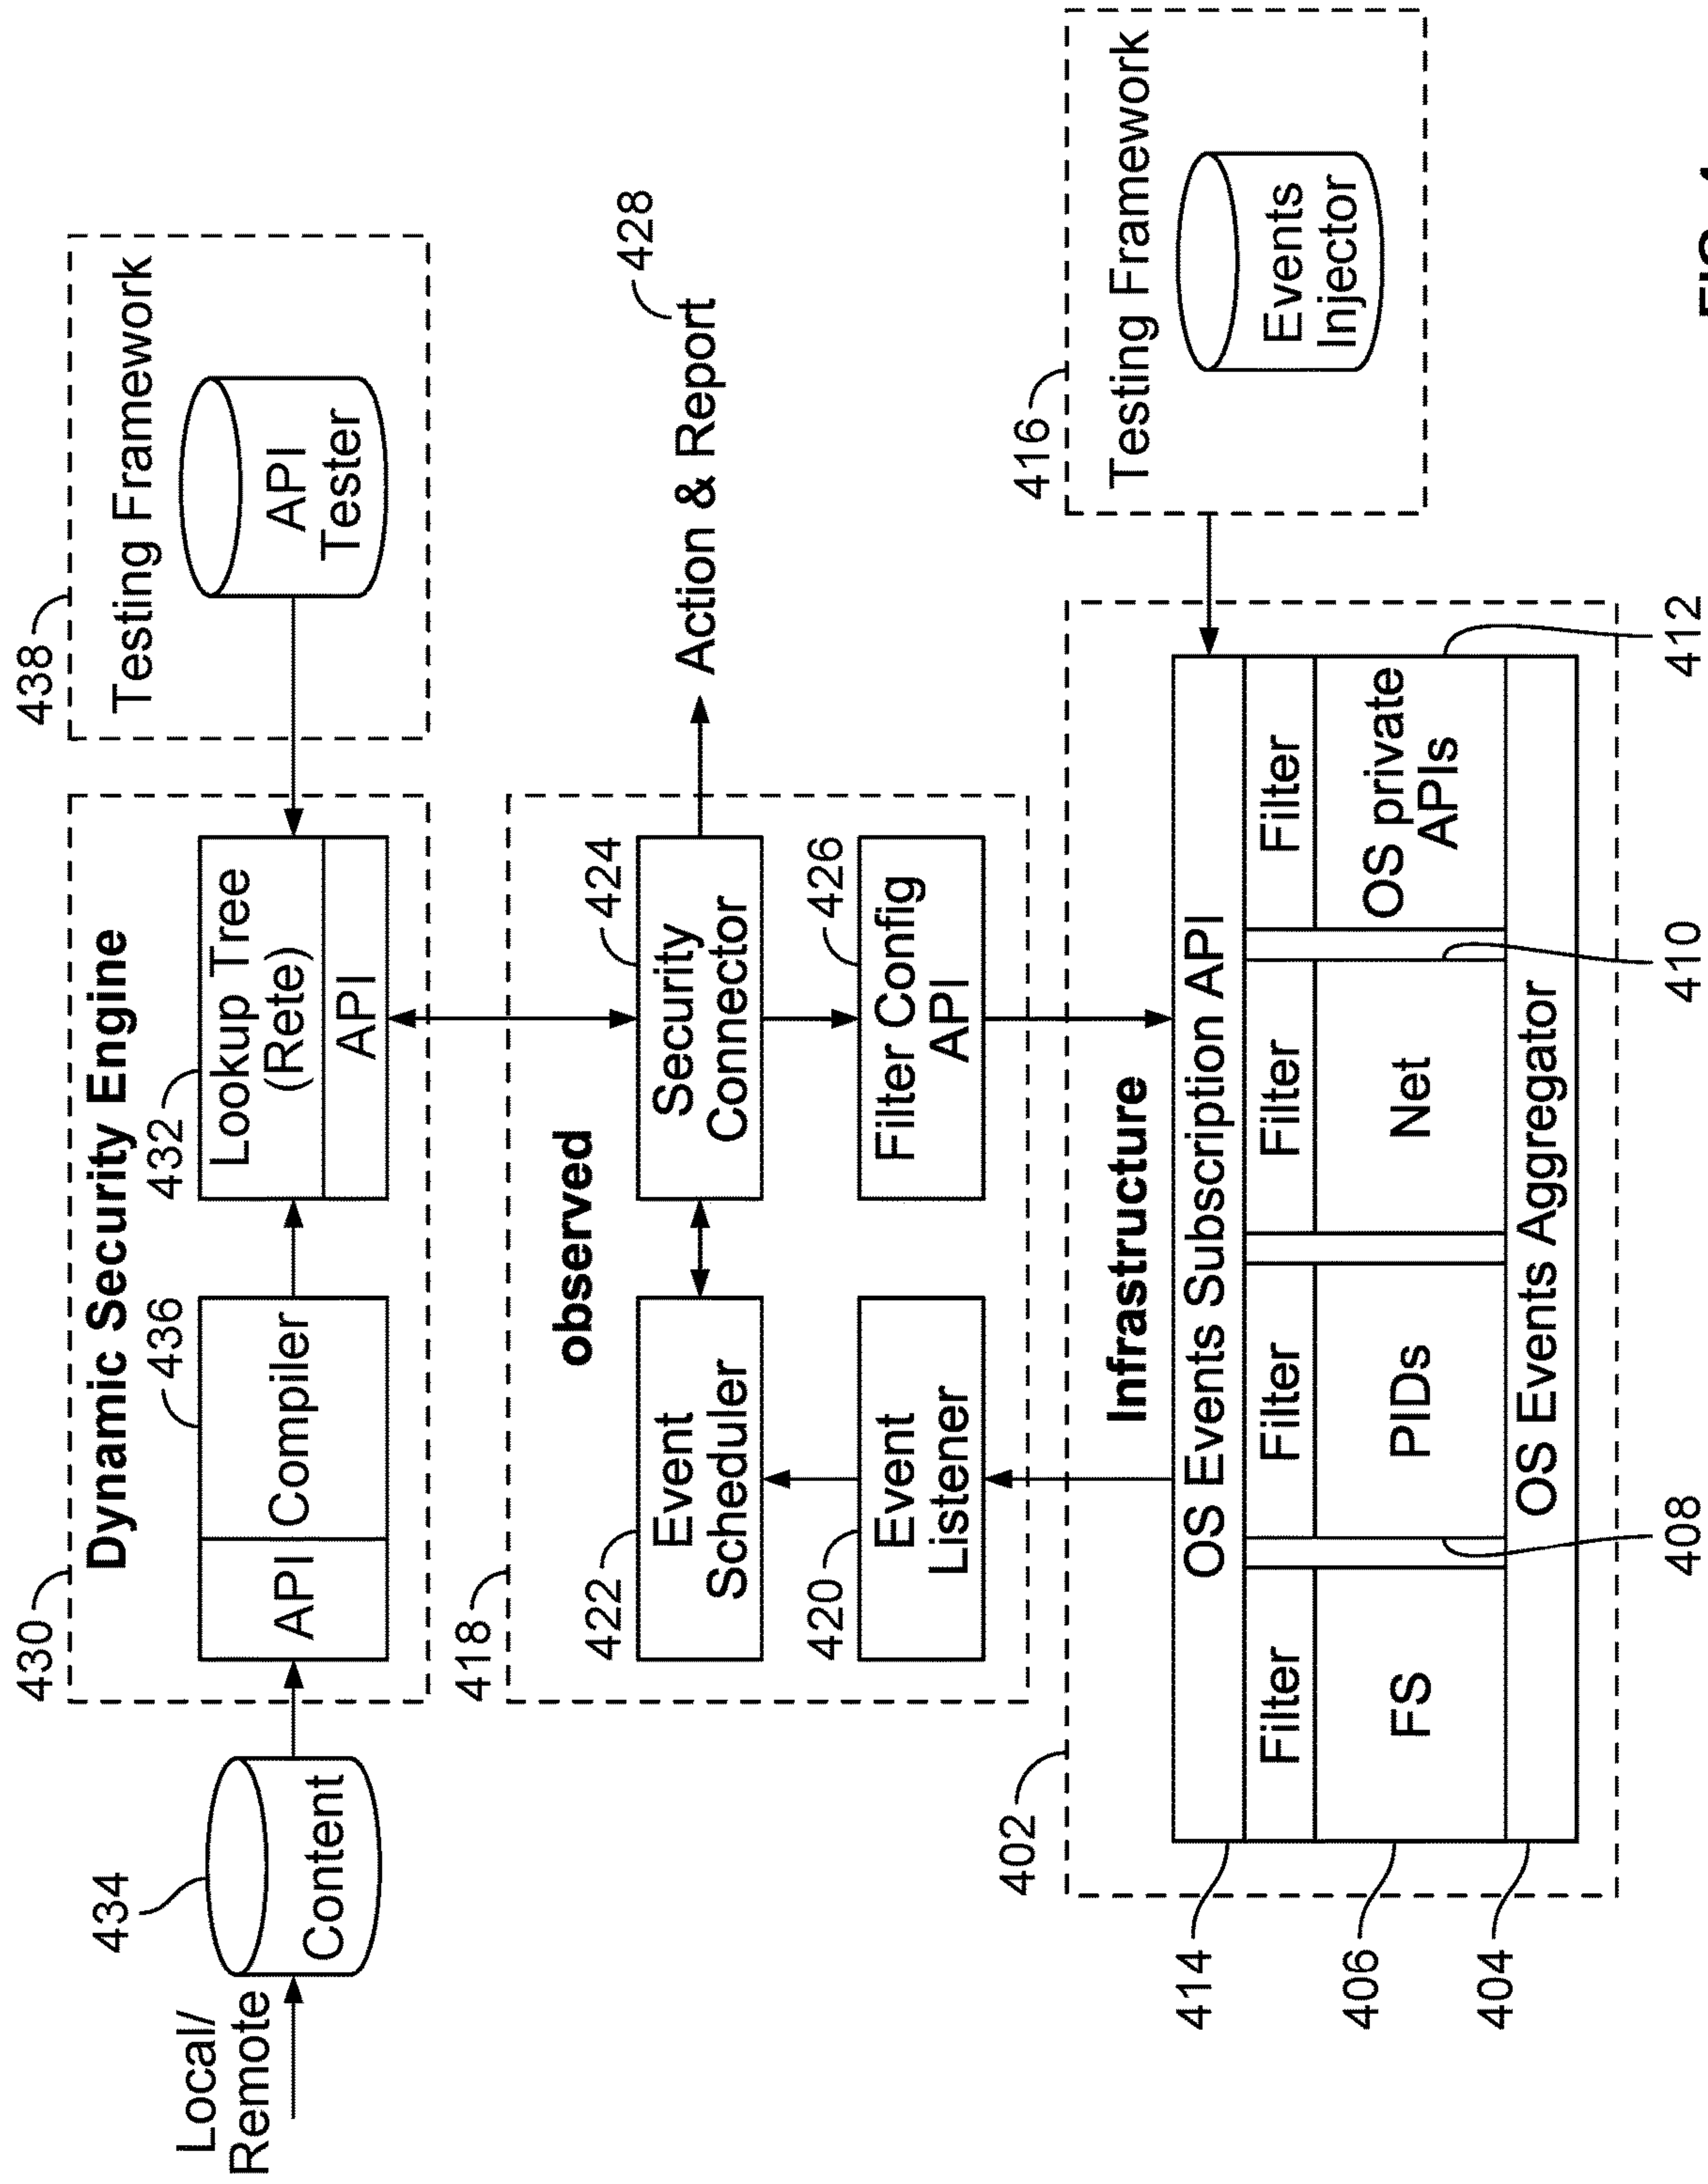 430
Dynamic Security Engine
438
Testing Framework
434
Local/
Remote
Content
API
436
Compiler
432
Lookup Tree
(Rete)
API
API
Tester
418
observed
422
Event
Scheduler
424
Security
Connector
428
Action & Report
420
Event
Listener
426
Filter Config
API
402
Infrastructure
416
Testing Framework
Events
Injector
414
OS Events Subscription API
Filter
Filter
Filter
Filter
406
FS
PIDs
Net
OS private
APIs
404
OS Events Aggregator
408
410
412